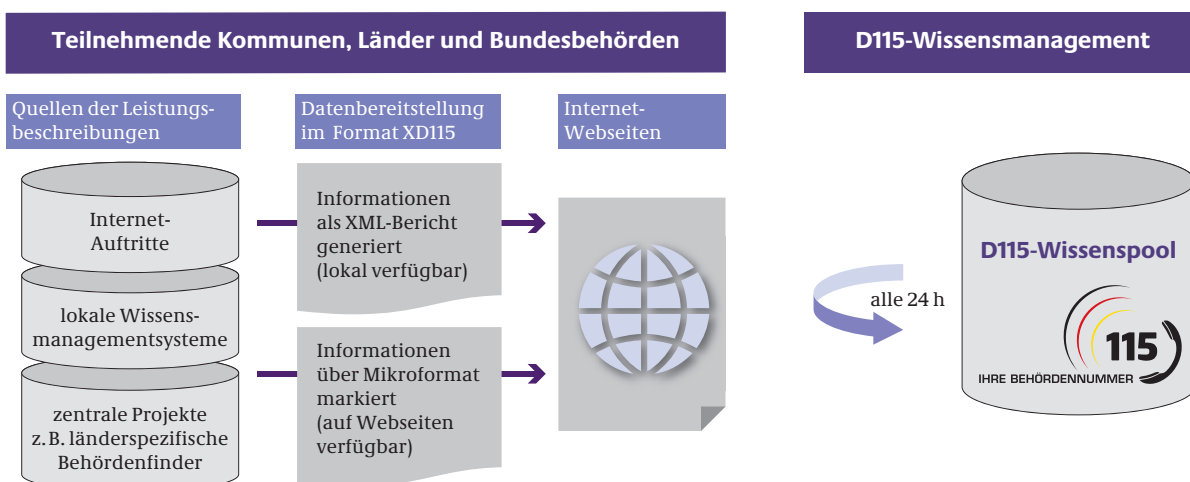 Teilnehmende Kommunen, Länder und Bundesbehörden
D115-Wissensmanagement
Quellen der Leistungs-
beschreibungen
Datenbereitstellung
im Format XD115
Internet-
Webseiten
Internet-
Auftritte
lokale Wissens-
managementsysteme
zentrale Projekte
z. B. länderspezifische
Behördenfinder
Informationen
als XML-Bericht
generiert
(lokal verfügbar)
Informationen
über Mikroformat
markiert
(auf Webseiten
verfügbar)
alle 24 h
D115-Wissenspool
115
IHRE BEHÖRDENNUMMER